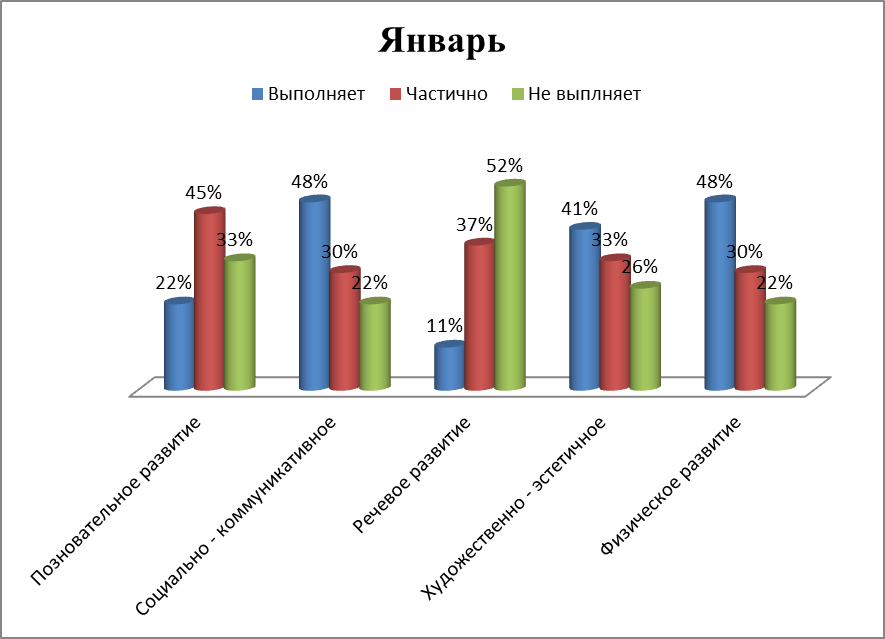 Январь
Выполняет Частично Не выплняет
22% 45% 33%
48% 30% 22%
11% 37% 52%
41% 33% 26%
48% 30% 22%
Позновательное развитие
Социально - коммуникативное
Речевое развитие
Художественно - эстетичное
Физическое развитие